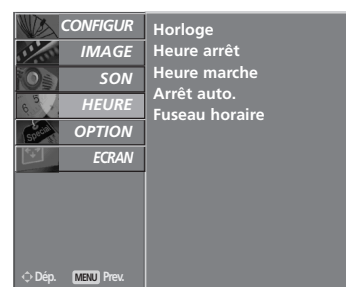 CONFIGUR
IMAGE
SON
HEURE
OPTION
ECRAN
Dép. MENU Prev.
Horloge
Heure arrêt
Heure marche
Arrêt auto.
Fuseau horaire